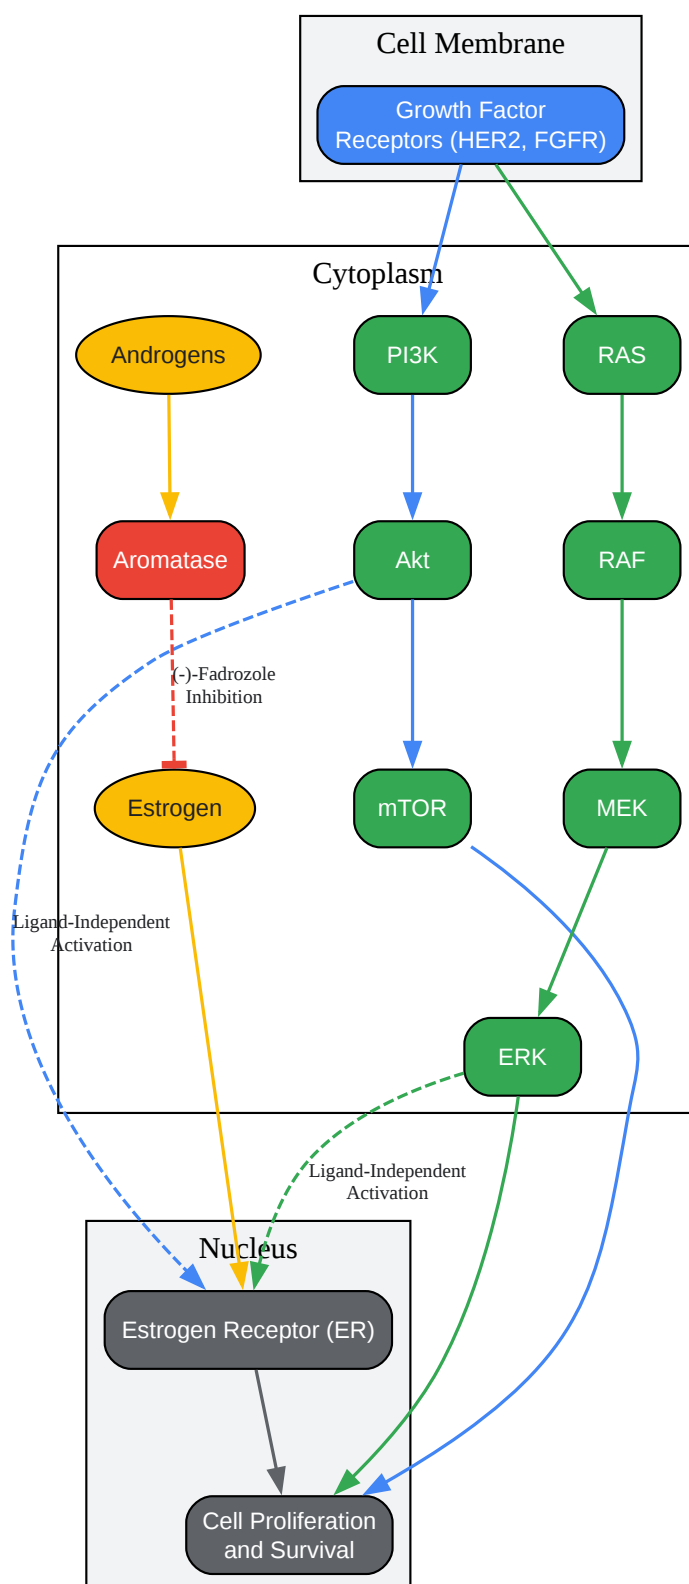 Cell Membrane
Growth Factor
Receptors (HER2, FGFR)
Cytoplasm
Androgens
PI3K
RAS
Aromatase
Akt
RAF
(-)-Fadrozole
Inhibition
Estrogen
mTOR
MEK
Ligand-Independent
Activation
ERK
Ligand-Independent
Activation
Nucleus
Estrogen Receptor (ER)
Cell Proliferation
and Survival